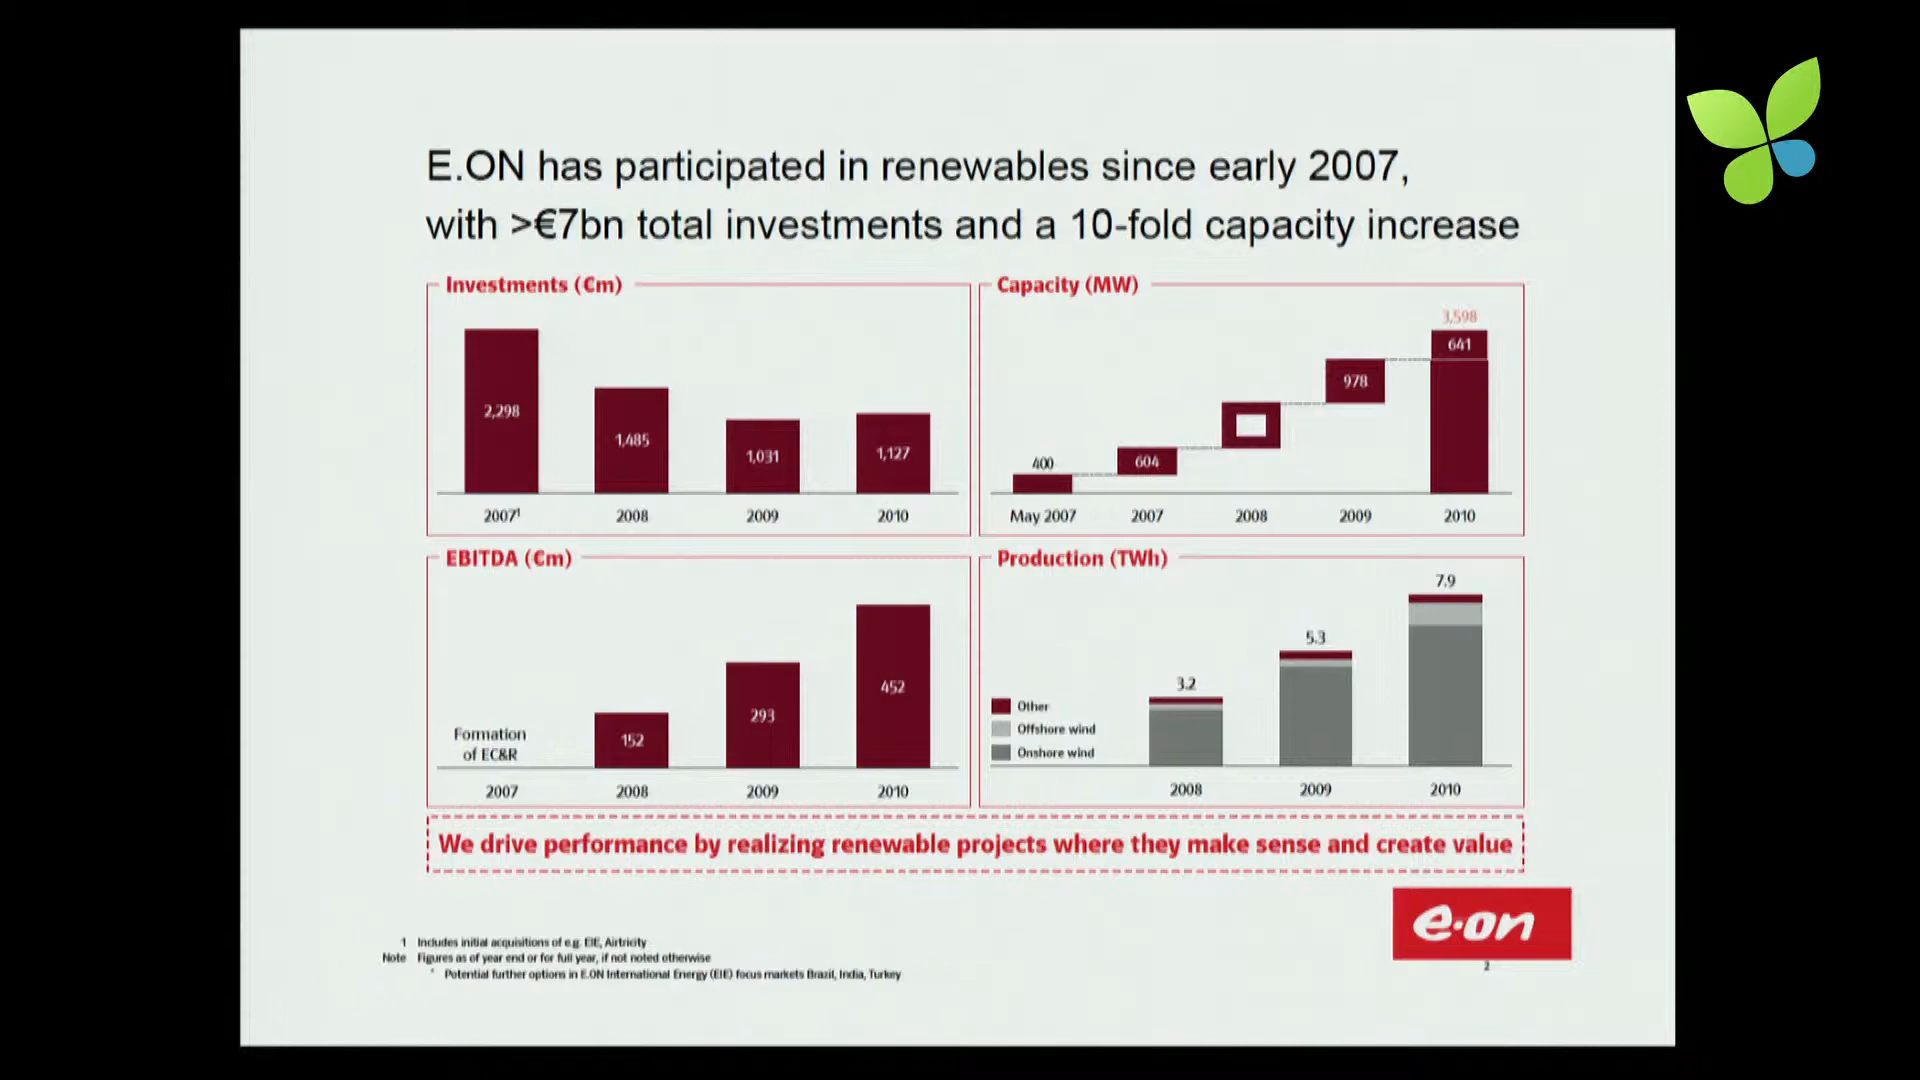 E.ON has participated in renewables since early 2007,
with >€7bn total investments and a 10-fold capacity increase
Investments (€m)
2,298
1,485
1,031
1,127
2007¹
2008
2009
2010
Capacity (MW)
3,598
641
978
604
400
May 2007
2007
2008
2009
2010
EBITDA (€m)
Formation
of EC&R
152
293
452
2007
2008
2009
2010
Production (TWh)
7.9
5.3
3.2
Other
Offshore wind
Onshore wind
2008
2009
2010
We drive performance by realizing renewable projects where they make sense and create value
e·on
2
1 Includes initial acquisitions of e.g. EIE, Airtricity
Note Figures as of year end or for full year, if not noted otherwise
* Potential further options in E.ON International Energy (EIE) focus markets Brazil, India, Turkey